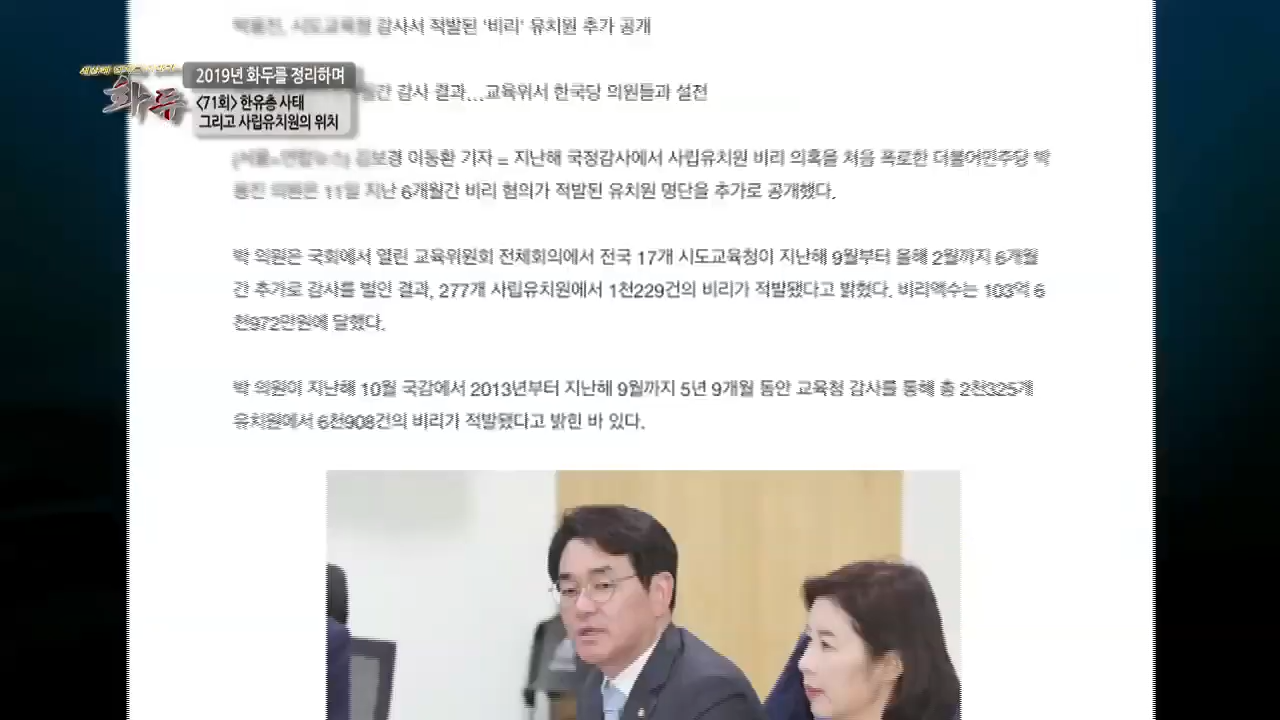 박용진, 시도교육청 감사서 적발된 '비리' 유치원 추가 공개
화두
2019년 화두를 정리하며
<71회> 한유총 사태
그리고 사립유치원의 위치
감사 결과…교육위서 한국당 의원들과 설전
김보경 이동환 기자 = 지난해 국정감사에서 사립유치원 비리 의혹을 처음 폭로한 더불어민주당 박
용진 의원은 11일 지난 6개월간 비리 혐의가 적발된 유치원 명단을 추가로 공개했다.
박 의원은 국회에서 열린 교육위원회 전체회의에서 전국 17개 시도교육청이 지난해 9월부터 올해 2월까지 6개월
간 추가로 감사를 벌인 결과, 277개 사립유치원에서 1천229건의 비리가 적발됐다고 밝혔다. 비리액수는 103억 6
천972만원에 달했다.
박 의원이 지난해 10월 국감에서 2013년부터 지난해 9월까지 5년 9개월 동안 교육청 감사를 통해 총 2천325개
유치원에서 6천908건의 비리가 적발됐다고 밝힌 바 있다.